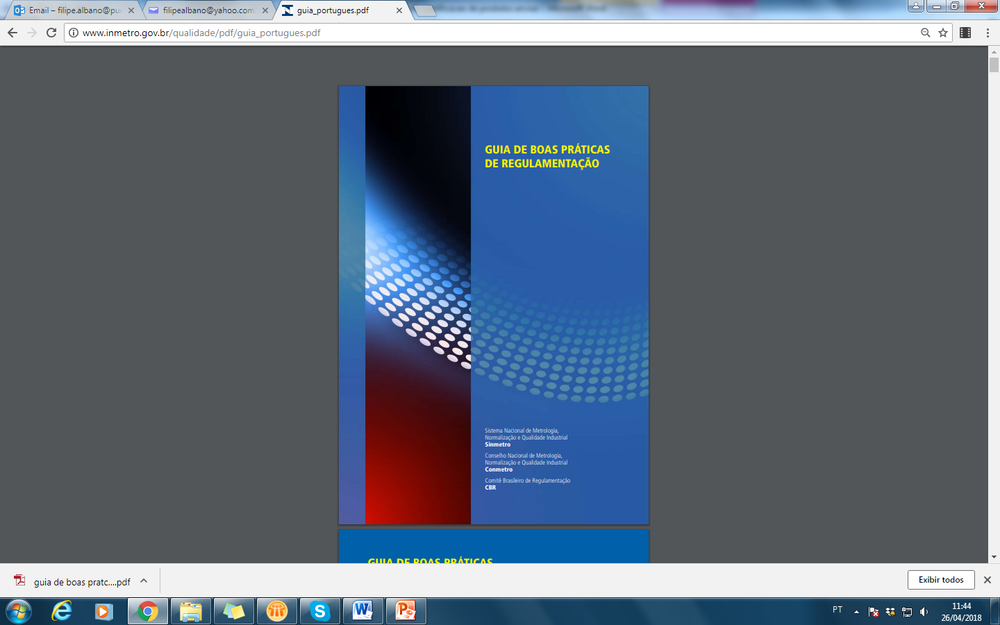 Email – filipe.albano@puc
filipealbano@yahoo.com
guia_portugues.pdf
www.inmetro.gov.br/qualidade/pdf/guia_portugues.pdf
GUIA DE BOAS PRÁTICAS
DE REGULAMENTAÇÃO
Sistema Nacional de Metrologia,
Normalização e Qualidade Industrial
Sinmetro
Conselho Nacional de Metrologia,
Normalização e Qualidade Industrial
Conmetro
Comitê Brasileiro de Regulamentação
CBR
GUIA DE BOAS PRÁTICAS
guia de boas pratc....pdf
Exibir todos
PT
11:44
26/04/2018